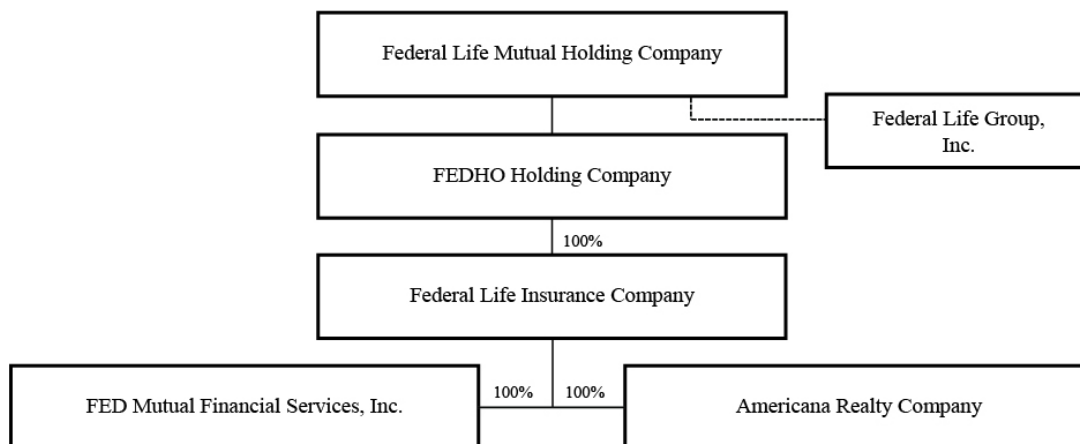 Federal Life Mutual Holding Company
Federal Life Group,
Inc.
FEDHO Holding Company
100%
Federal Life Insurance Company
100%
100%
FED Mutual Financial Services, Inc.
Americana Realty Company